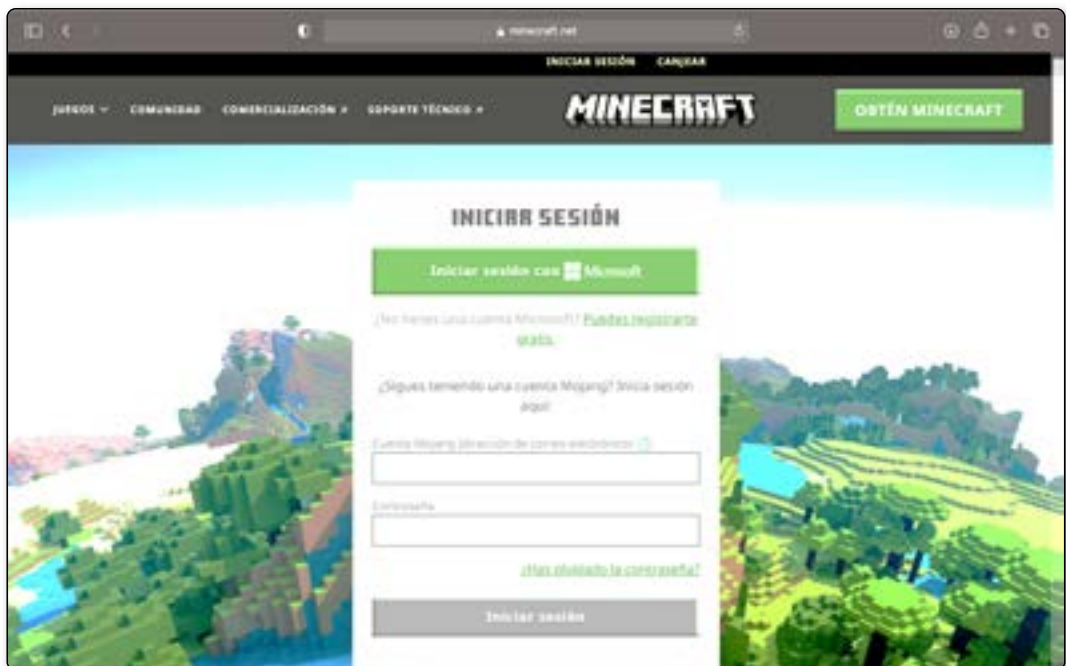 minecraft.net
INICIAR SESIÓN CANJEAR
JUEGOS COMUNIDAD COMERCIALIZACIÓN SOPORTE TÉCNICO MINECRAFT OBTÉN MINECRAFT
INICIAR SESIÓN
Iniciar sesión con Microsoft
¿No tienes una cuenta Microsoft? Puedes registrarte
gratis.
¿Sigues teniendo una cuenta Mojang? Inicia sesión
aquí:
Cuenta Mojang (dirección de correo electrónico)
Contraseña
¿Has olvidado la contraseña?
Iniciar sesión